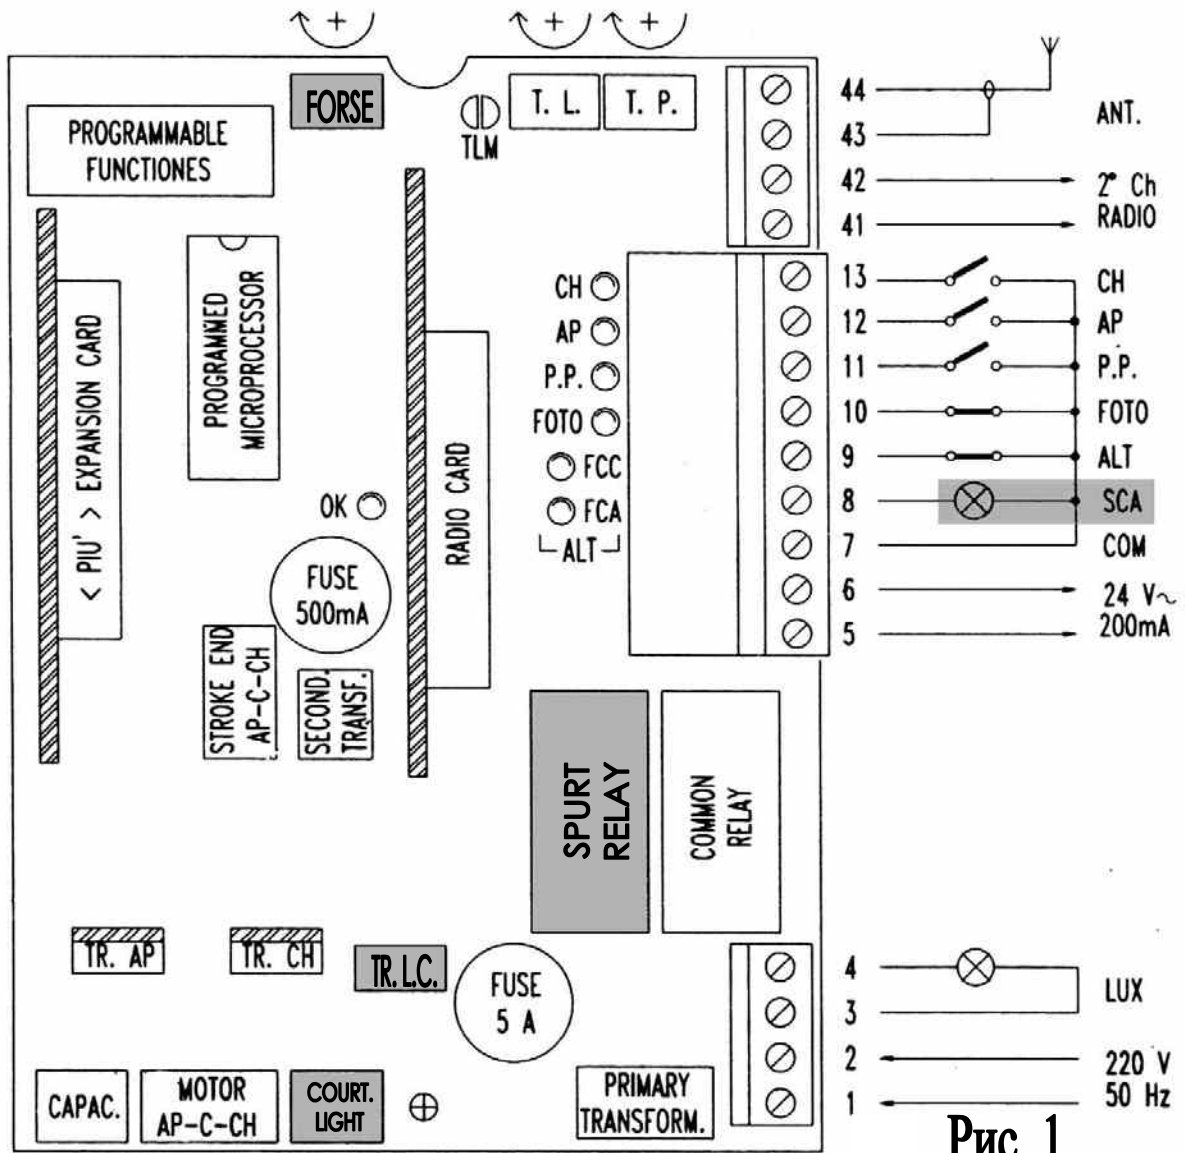 FORSE
T. L.
T. P.
TLM
PROGRAMMABLE
FUNCTIONES
44
43
ANT.
42
41
2° Ch
RADIO
PROGRAMMED
MICROPROCESSOR
< PIU' > EXPANSION CARD
RADIO CARD
CH
AP
P.P.
FOTO
FCC
FCA
ALT
OK
FUSE
500mA
13
CH
12
AP
11
P.P.
10
FOTO
9
ALT
8
SCA
7
COM
6
5
24 V~
200mA
STROKE END
AP-C-CH
SECOND.
TRANSF.
SPURT
RELAY
COMMON
RELAY
TR. AP
TR. CH
TR. L.C.
FUSE
5 A
4
3
LUX
2
1
220 V
50 Hz
CAPAC.
MOTOR
AP-C-CH
COURT.
LIGHT
PRIMARY
TRANSFORM.
Рис. 1